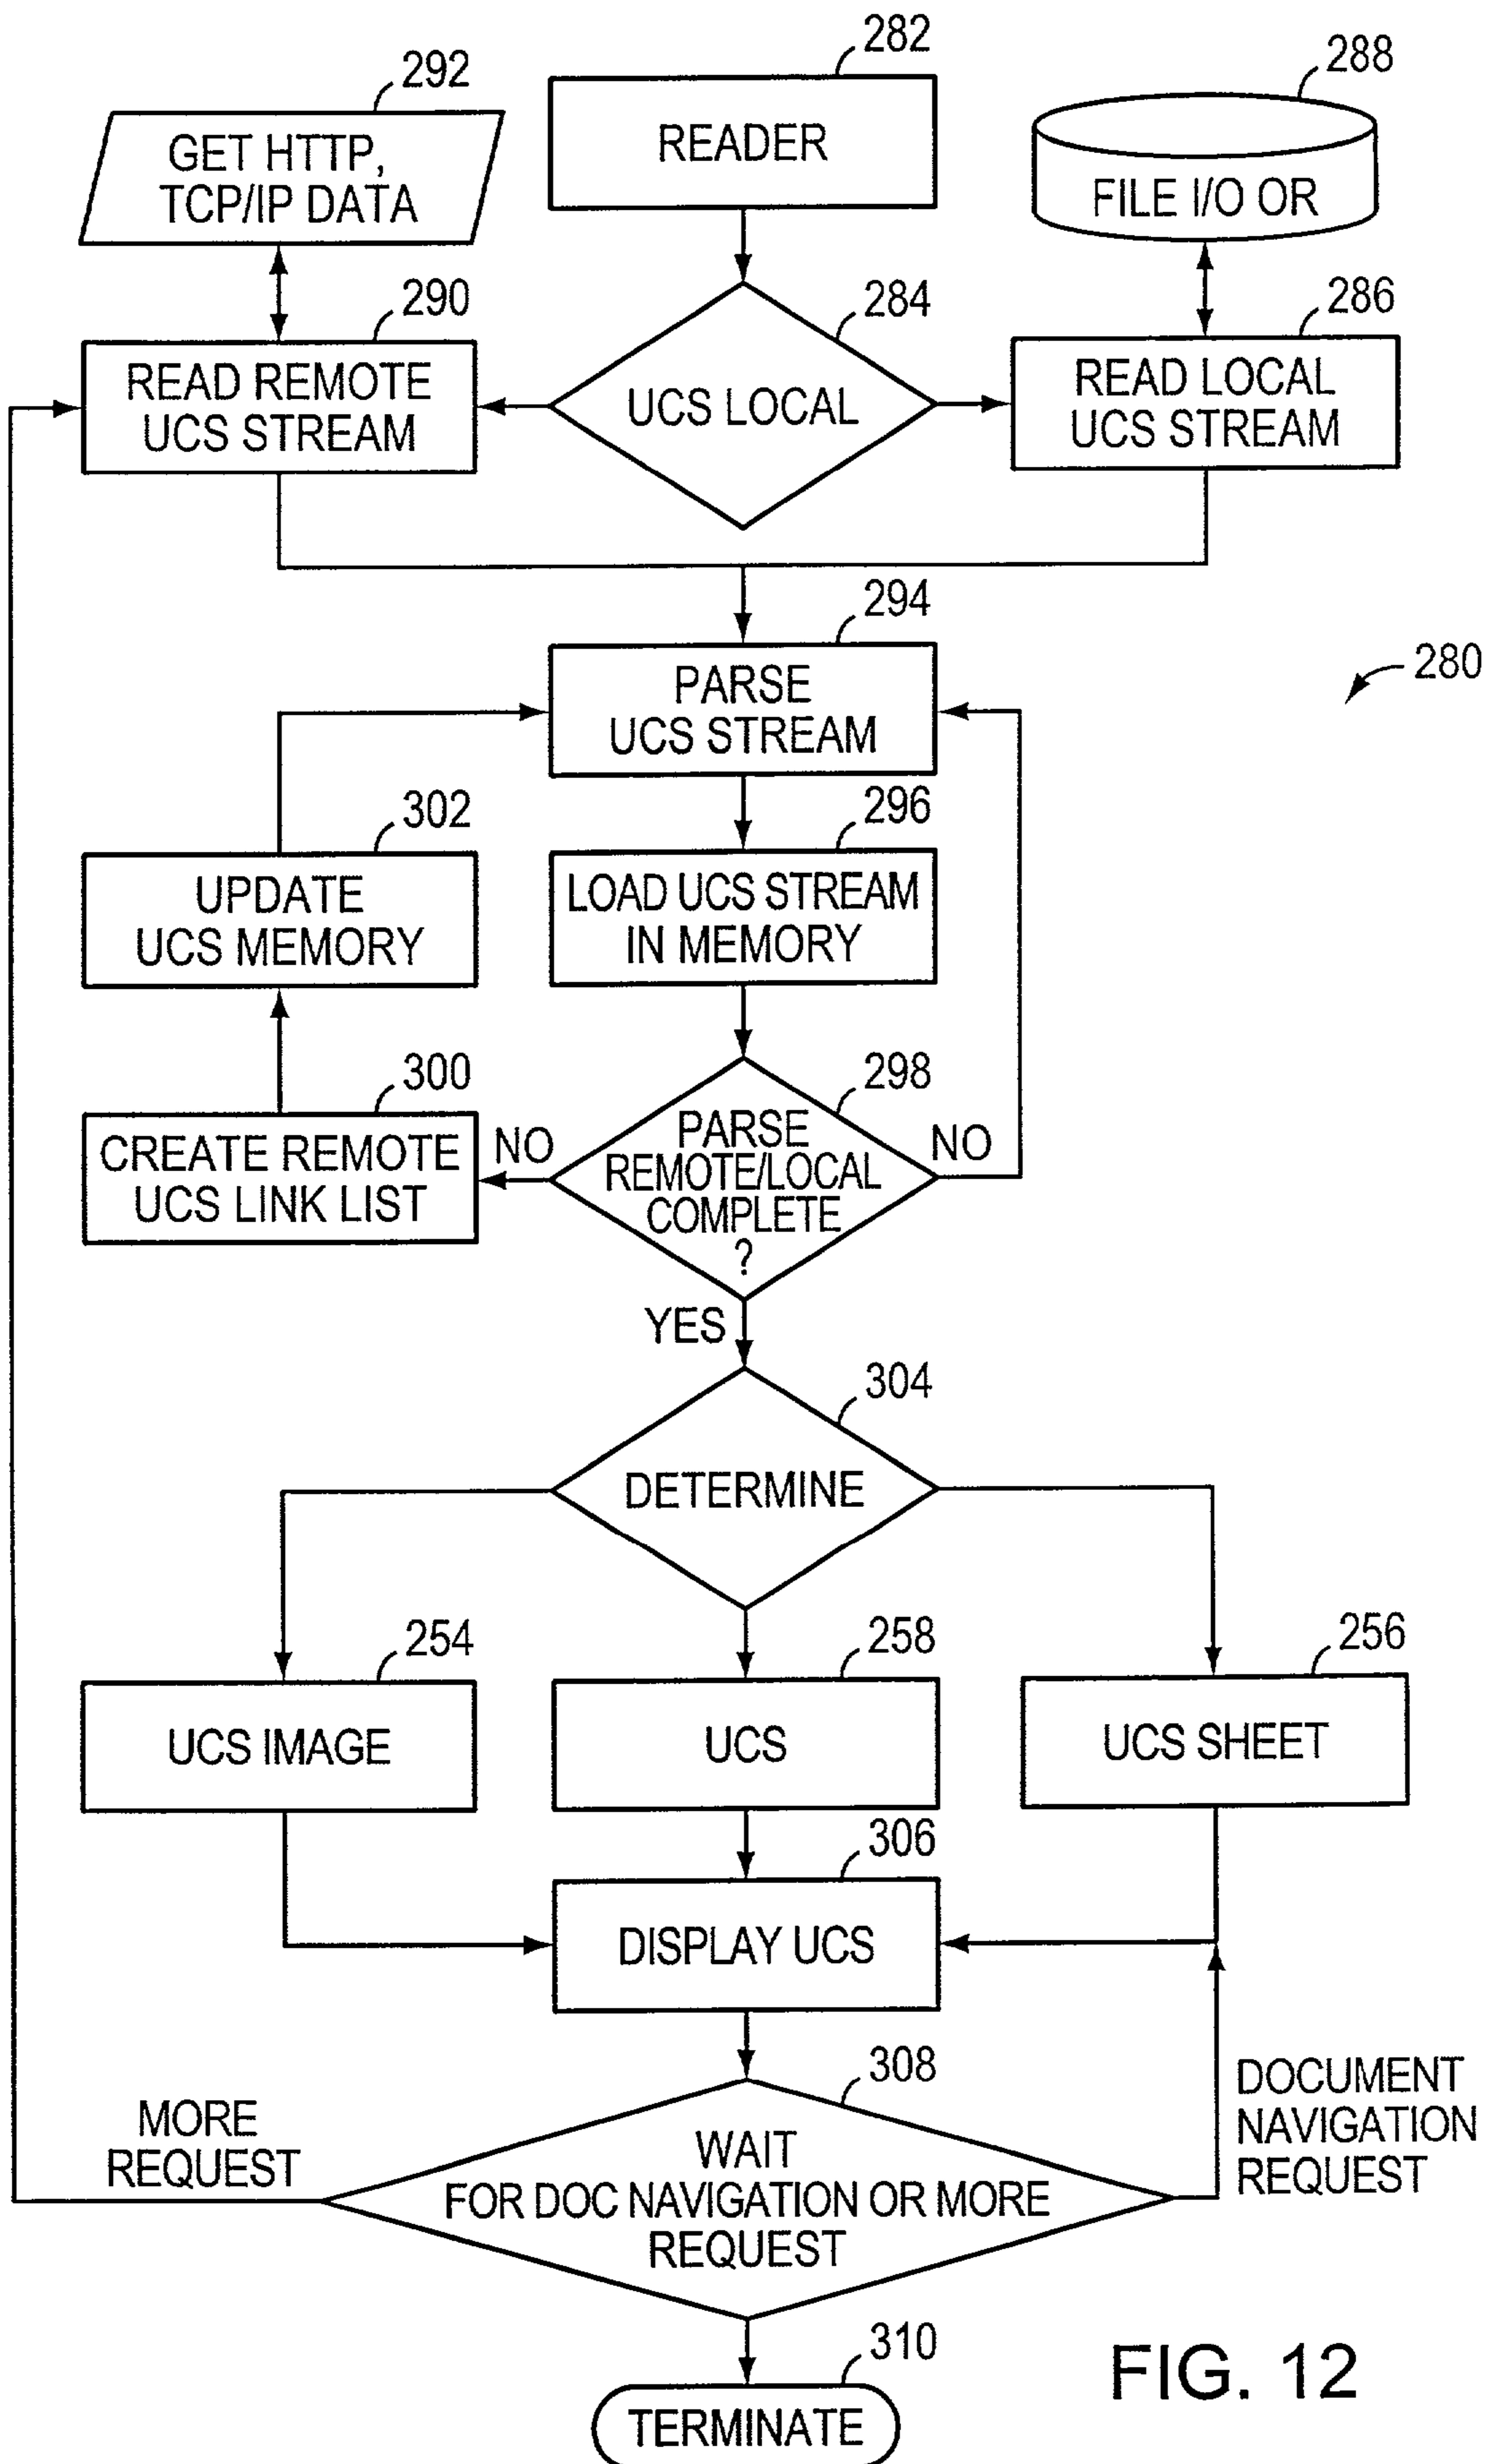 282
292
288
GET HTTP,
TCP/IP DATA
READER
FILE I/O OR
290
284
286
READ REMOTE
UCS STREAM
UCS LOCAL
READ LOCAL
UCS STREAM
294
280
PARSE
UCS STREAM
302
296
UPDATE
UCS MEMORY
LOAD UCS STREAM
IN MEMORY
300
298
CREATE REMOTE
UCS LINK LIST
NO
PARSE
REMOTE/LOCAL
COMPLETE
?
NO
YES
304
DETERMINE
254
258
256
UCS IMAGE
UCS
UCS SHEET
306
DISPLAY UCS
308
MORE
REQUEST
WAIT
FOR DOC NAVIGATION OR MORE
REQUEST
DOCUMENT
NAVIGATION
REQUEST
310
TERMINATE
FIG. 12